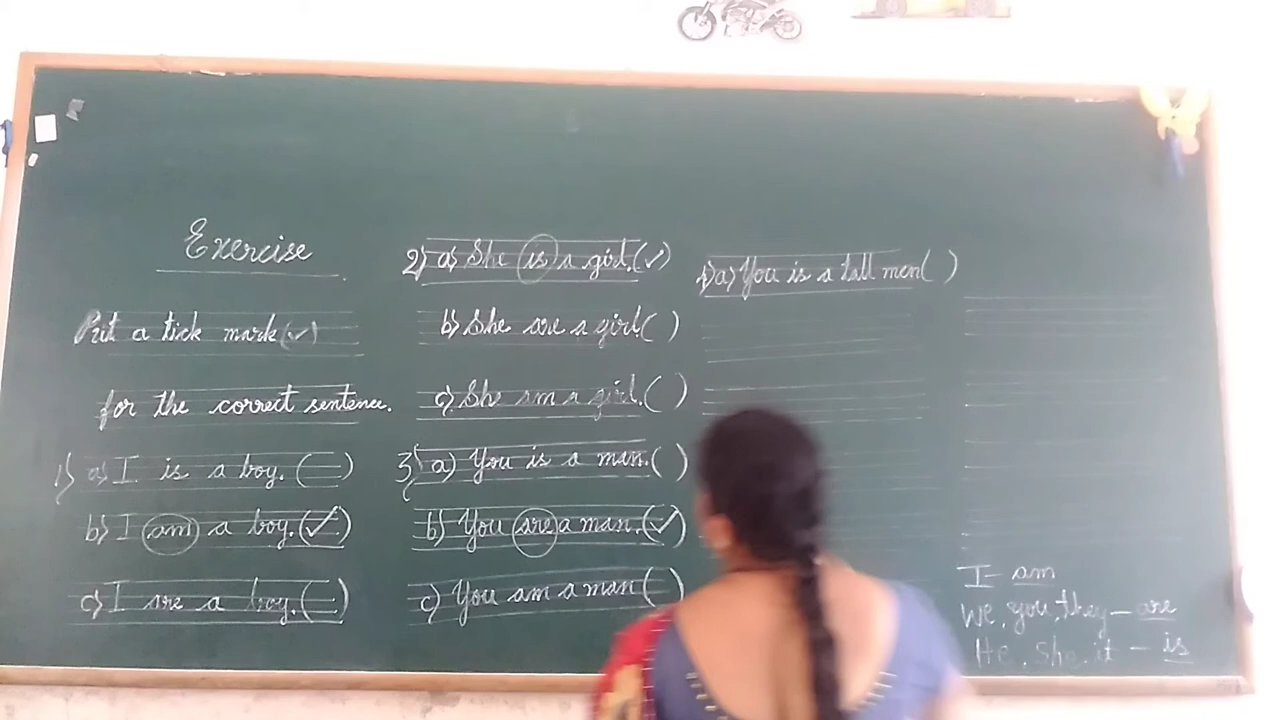 Exercise
Put a tick mark (✓)
for the correct sentence.
1) a) I is a boy. ( )
b) I am a boy. (✓)
c) I are a boy. ( )
2) a) She is a girl. (✓)
b) She are a girl. ( )
c) She am a girl. ( )
3) a) You is a man. ( )
b) You are a man. (✓)
c) You am a man ( )
a) You is a tall men ( )
I - am
We, you, they - are
He, She, it - is